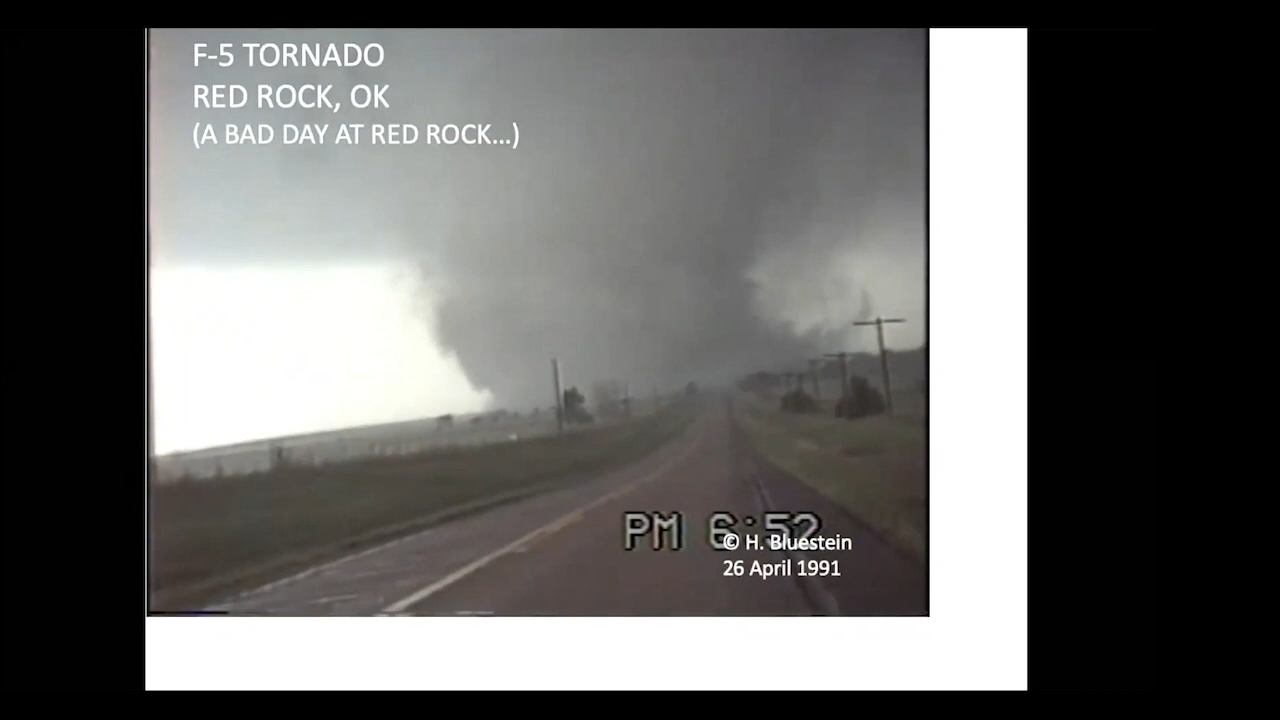 F-5 TORNADO
RED ROCK, OK
(A BAD DAY AT RED ROCK...)
PM 6:52
© H. Bluestein
26 April 1991